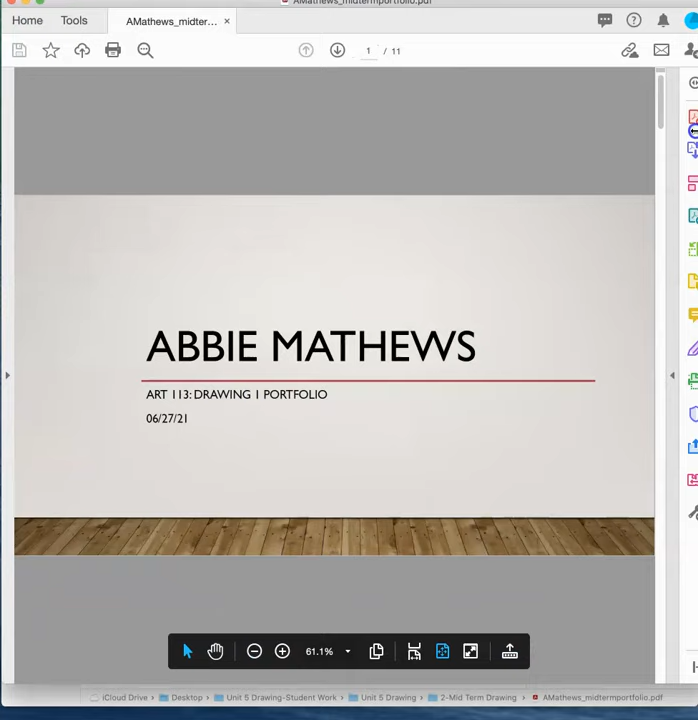 AMathews_midtermportfolio.pdf
Home Tools AMathews_midter... ×
1 / 11
ABBIE MATHEWS
ART 113: DRAWING 1 PORTFOLIO
06/27/21
61.1%
iCloud Drive › Desktop › Unit 5 Drawing-Student Work › Unit 5 Drawing › 2-Mid Term Drawing › AMathews_midtermportfolio.pdf